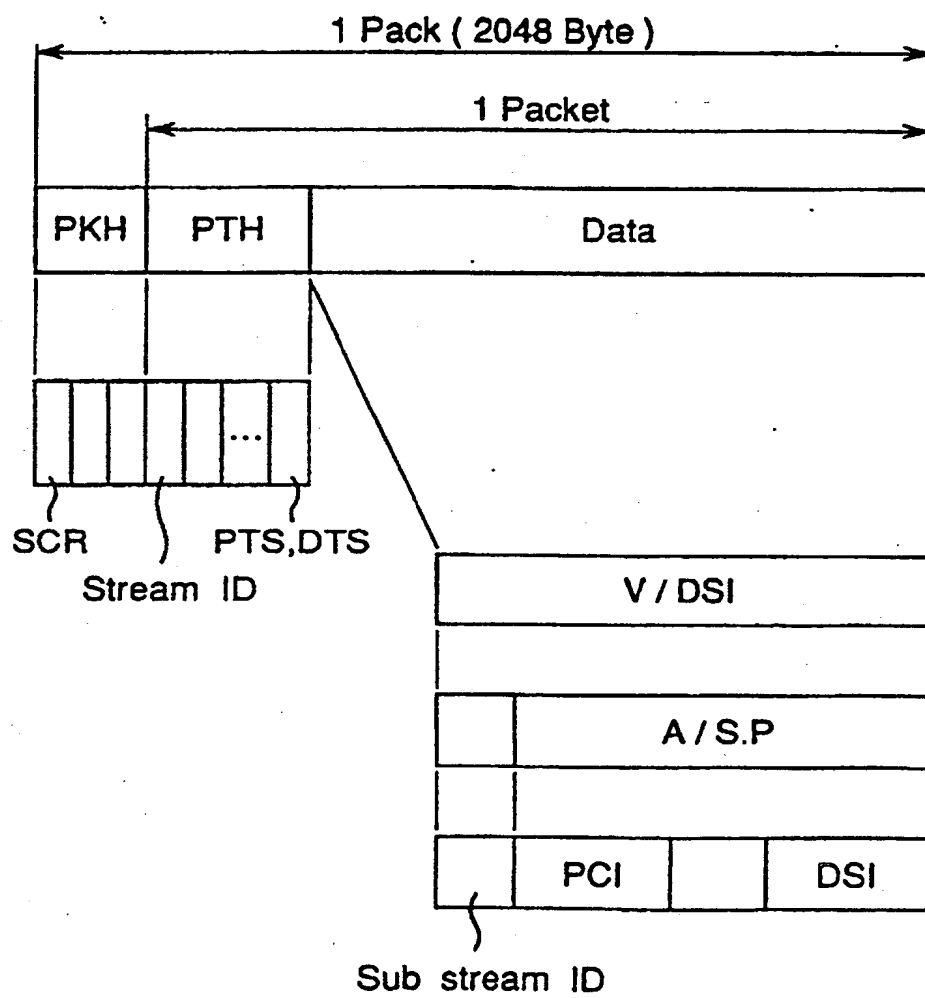 1 Pack ( 2048 Byte )
1 Packet
PKH PTH Data
...
SCR PTS,DTS
Stream ID
V / DSI
A / S.P
PCI DSI
Sub stream ID